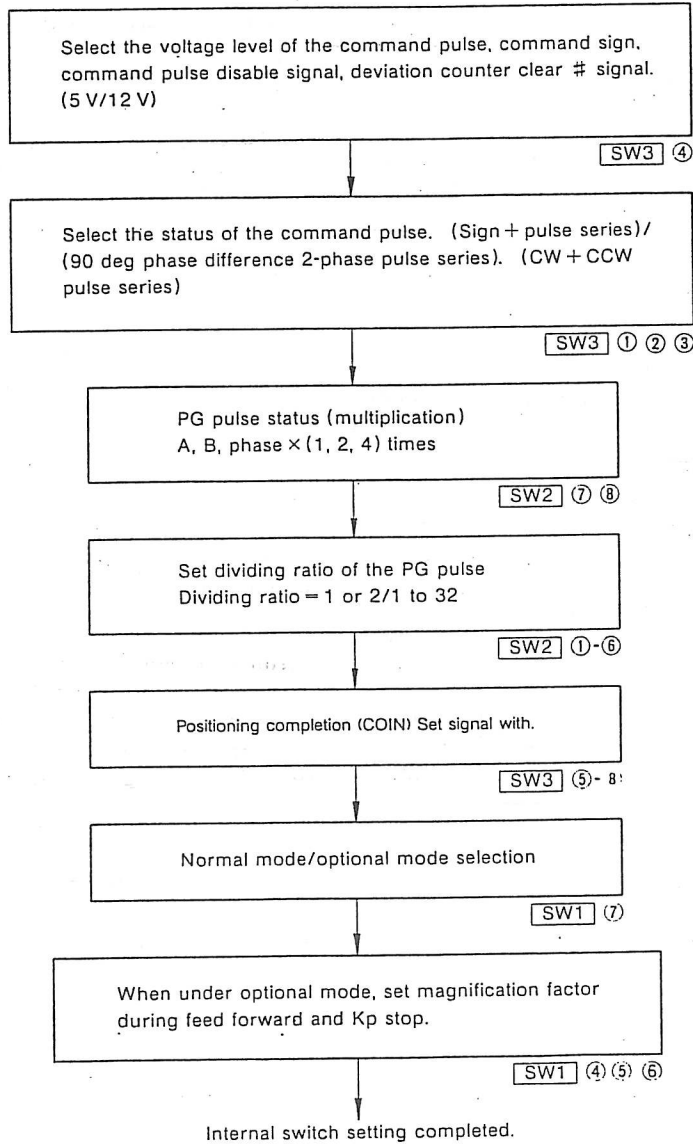 Select the voltage level of the command pulse, command sign,
command pulse disable signal, deviation counter clear # signal.
(5 V/12 V)
SW3 ④
Select the status of the command pulse. (Sign + pulse series)/
(90 deg phase difference 2-phase pulse series). (CW + CCW
pulse series)
SW3 ① ② ③
PG pulse status (multiplication)
A, B, phase × (1, 2, 4) times
SW2 ⑦ ⑧
Set dividing ratio of the PG pulse
Dividing ratio = 1 or 2/1 to 32
SW2 ①-⑥
Positioning completion (COIN) Set signal with.
SW3 ⑤- 8
Normal mode/optional mode selection
SW1 ⑦
When under optional mode, set magnification factor
during feed forward and Kp stop.
SW1 ④ ⑤ ⑥
Internal switch setting completed.